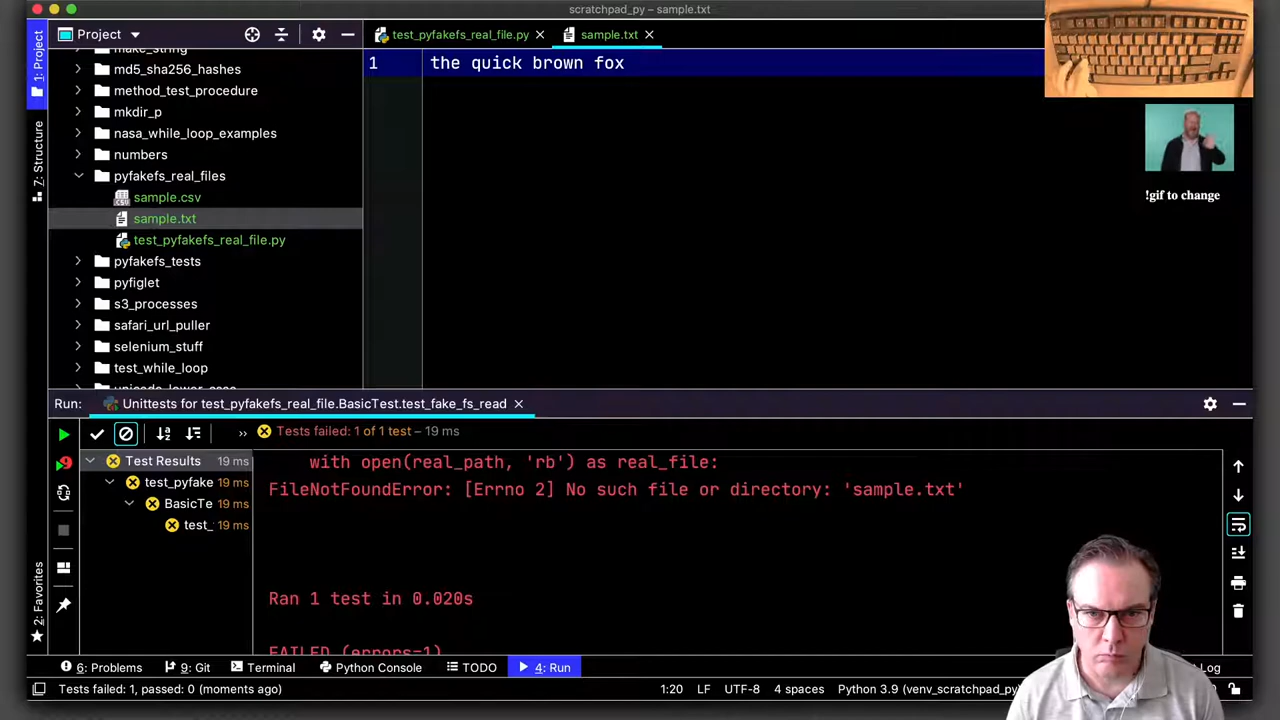 scratchpad_py – sample.txt
Project
test_pyfakefs_real_file.py
sample.txt
1: Project
7: Structure
2: Favorites
make_string
md5_sha256_hashes
method_test_procedure
mkdir_p
nasa_while_loop_examples
numbers
pyfakefs_real_files
sample.csv
sample.txt
test_pyfakefs_real_file.py
pyfakefs_tests
pyfiglet
s3_processes
safari_url_puller
selenium_stuff
test_while_loop
1
the quick brown fox
!gif to change
Run:
Unittests for test_pyfakefs_real_file.BasicTest.test_fake_fs_read
Tests failed: 1 of 1 test – 19 ms
Test Results 19 ms
test_pyfake 19 ms
BasicTe 19 ms
test_ 19 ms
with open(real_path, 'rb') as real_file:
FileNotFoundError: [Errno 2] No such file or directory: 'sample.txt'
Ran 1 test in 0.020s
FAILED (errors=1)
6: Problems
9: Git
Terminal
Python Console
TODO
4: Run
Log
Tests failed: 1, passed: 0 (moments ago)
1:20
LF
UTF-8
4 spaces
Python 3.9 (venv_scratchpad_py)